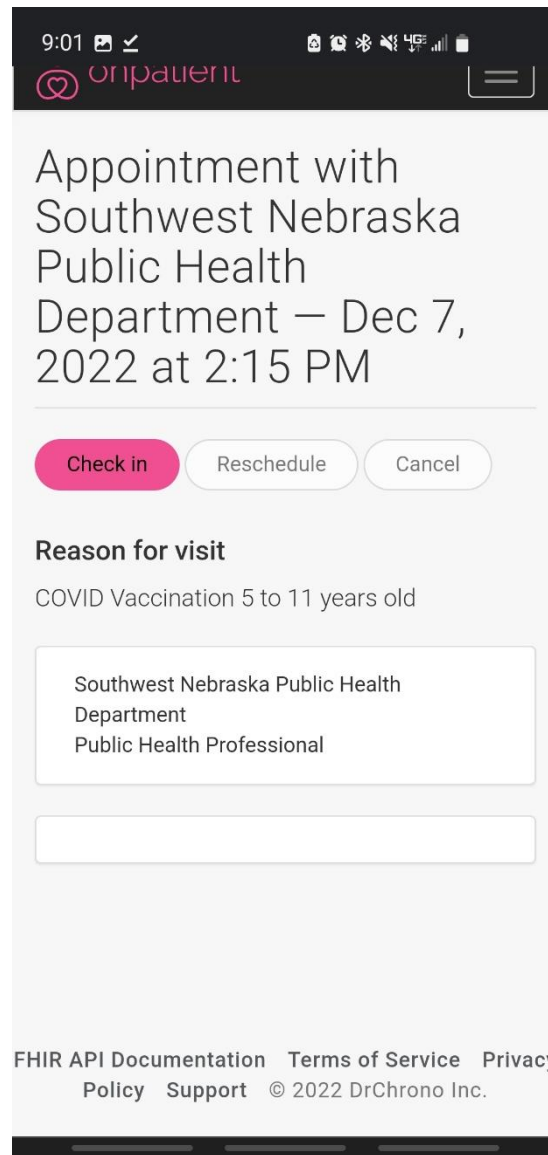 9:01
onpatient
Appointment with
Southwest Nebraska
Public Health
Department — Dec 7,
2022 at 2:15 PM
Check in Reschedule Cancel
Reason for visit
COVID Vaccination 5 to 11 years old
Southwest Nebraska Public Health
Department
Public Health Professional
FHIR API Documentation Terms of Service Privacy
Policy Support © 2022 DrChrono Inc.